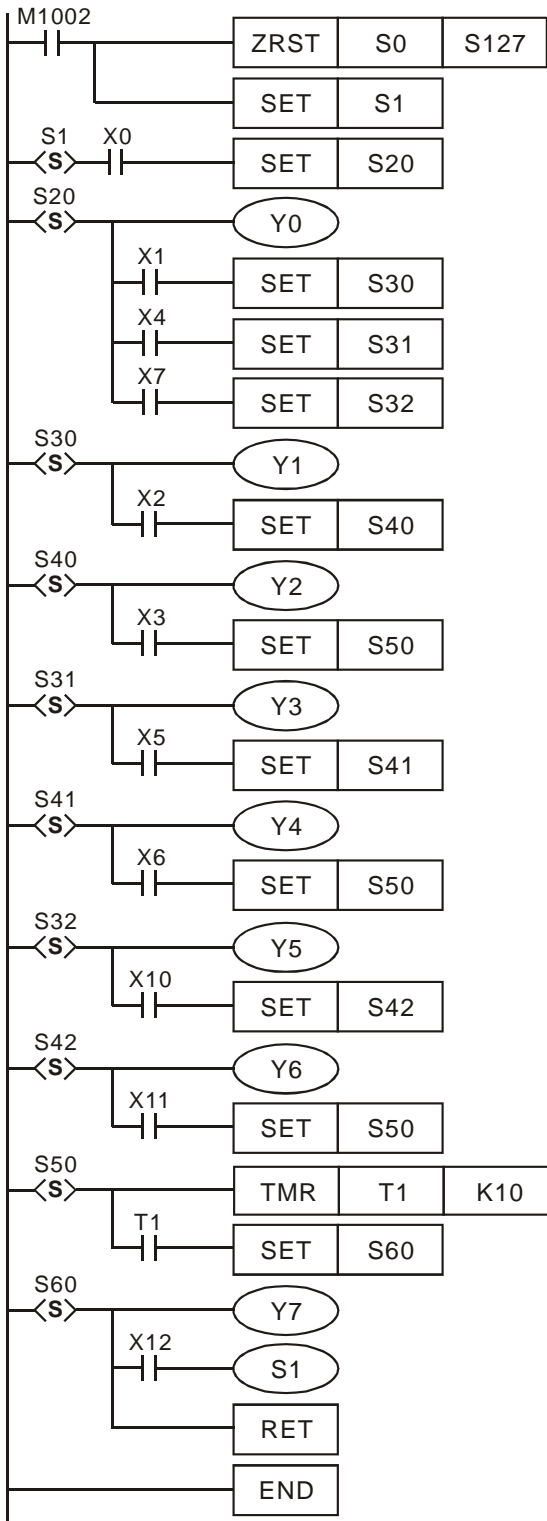 M1002
ZRST S0 S127
SET S1
S1 X0
S SET S20
S20
S Y0
X1
SET S30
X4
SET S31
X7
SET S32
S30
S Y1
X2
SET S40
S40
S Y2
X3
SET S50
S31
S Y3
X5
SET S41
S41
S Y4
X6
SET S50
S32
S Y5
X10
SET S42
S42
S Y6
X11
SET S50
S50
S TMR T1 K10
T1
SET S60
S60
S Y7
X12
S1
RET
END